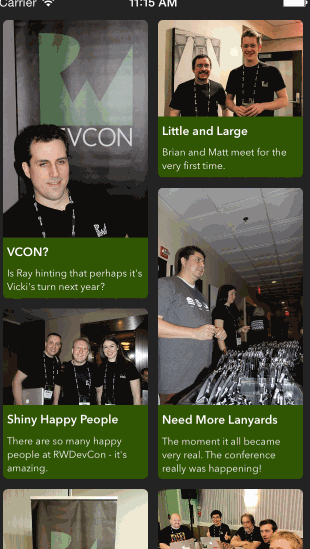 Carrier
11:15 AM
RW
EVCON
VCON?
Is Ray hinting that perhaps it's
Vicki's turn next year?
Little and Large
Brian and Matt meet for the
very first time.
Shiny Happy People
There are so many happy
people at RWDevCon - it's
amazing.
Need More Lanyards
The moment it all became
very real. The conference
really was happening!